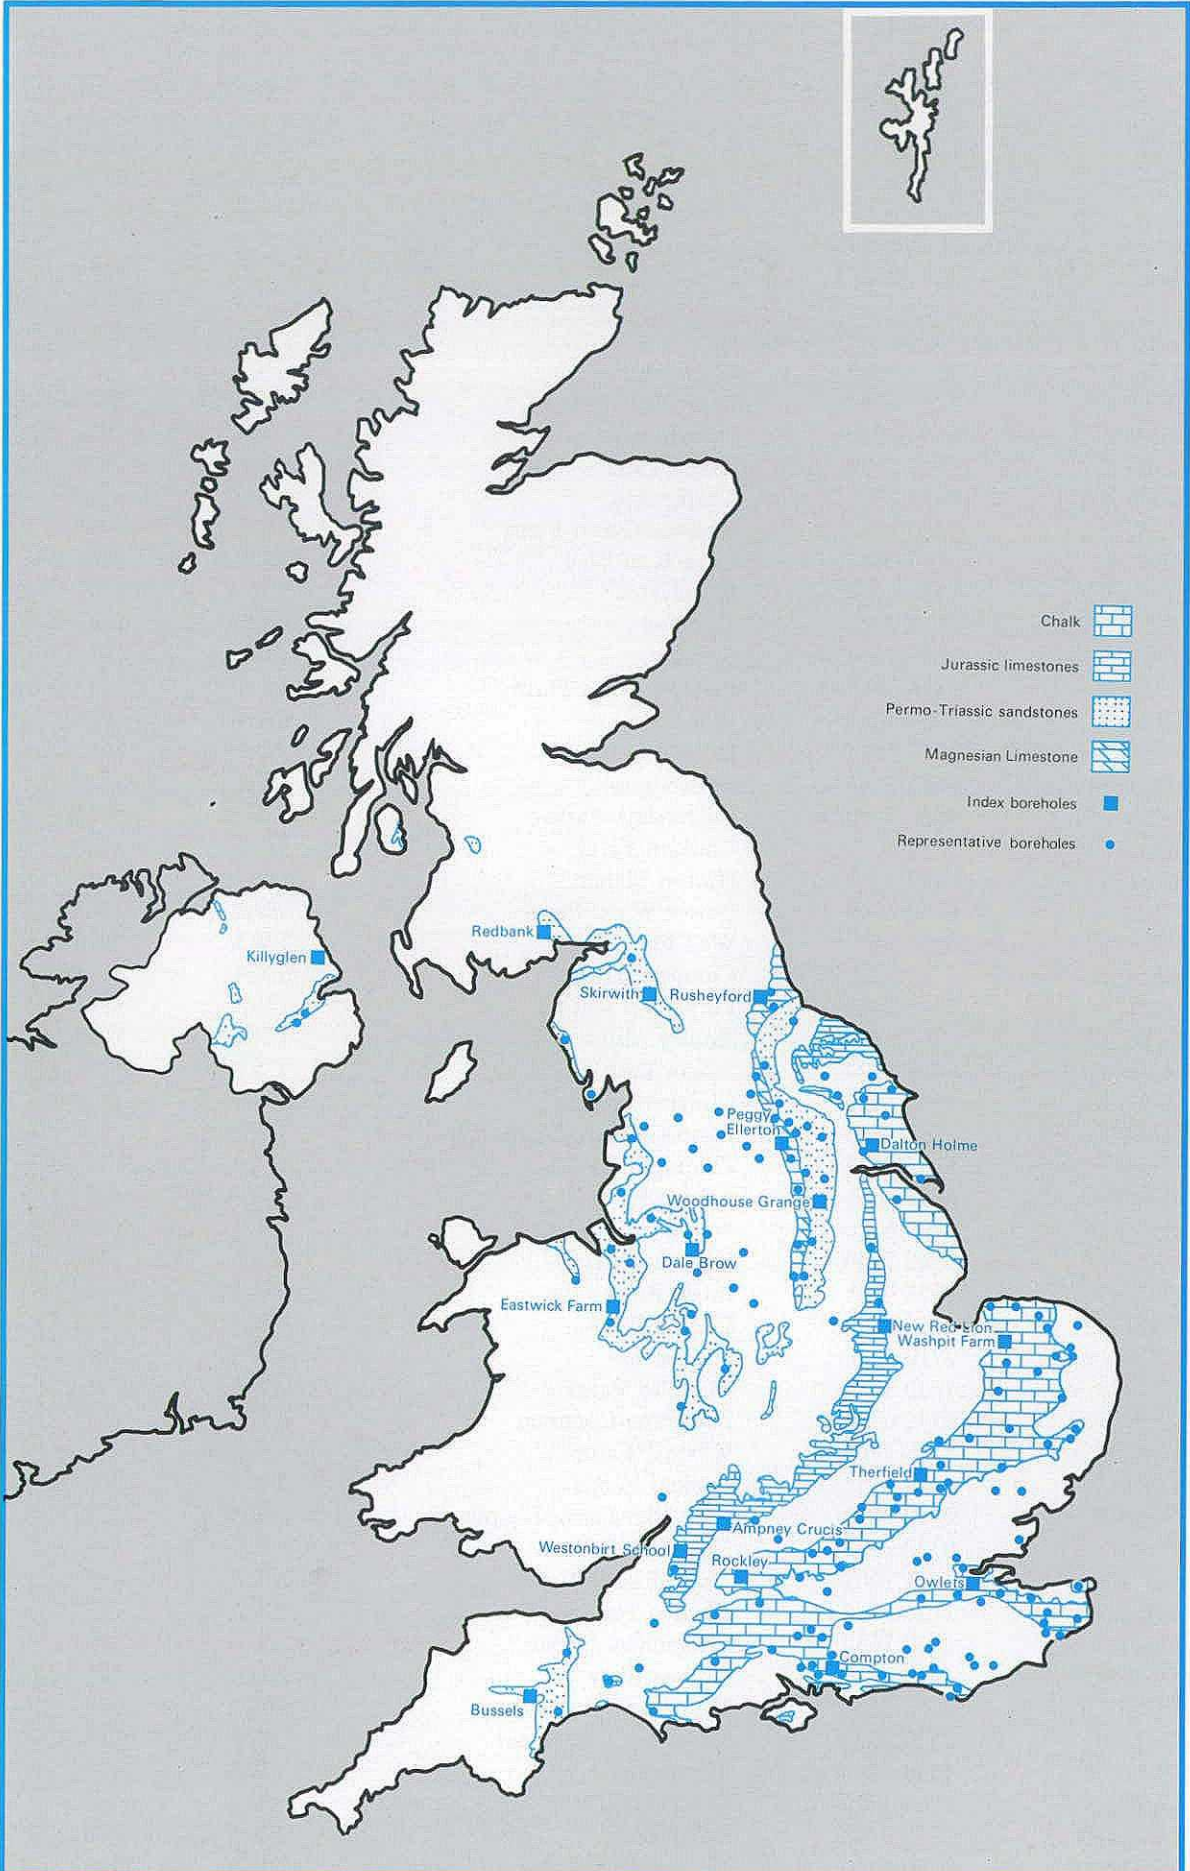 Chalk
Jurassic limestones
Permo-Triassic sandstones
Magnesian Limestone
Index boreholes
Representative boreholes
Redbank
Killyglen
Skirwith
Rusheyford
Peggy
Ellerton
Dalton Holme
Woodhouse Grange
Dale Brow
Eastwick Farm
New Red Lion
Washpit Farm
Therfield
Ampney Crucis
Westonbirt School
Rockley
Owlets
Compton
Bussels